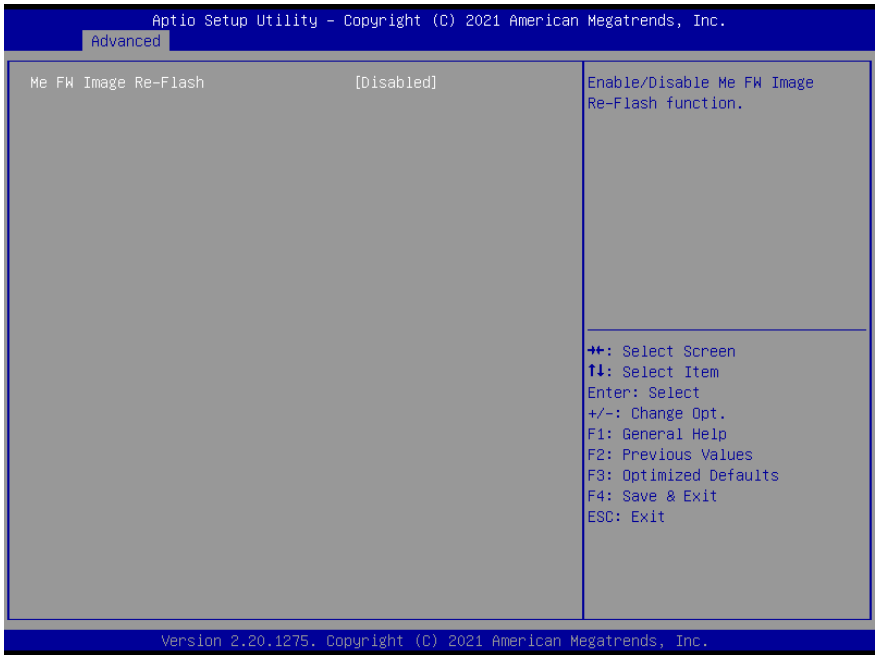 Aptio Setup Utility – Copyright (C) 2021 American Megatrends, Inc.
Advanced
Me FW Image Re-Flash [Disabled]
Enable/Disable Me FW Image
Re-Flash function.
→←: Select Screen
↑↓: Select Item
Enter: Select
+/-: Change Opt.
F1: General Help
F2: Previous Values
F3: Optimized Defaults
F4: Save & Exit
ESC: Exit
Version 2.20.1275. Copyright (C) 2021 American Megatrends, Inc.